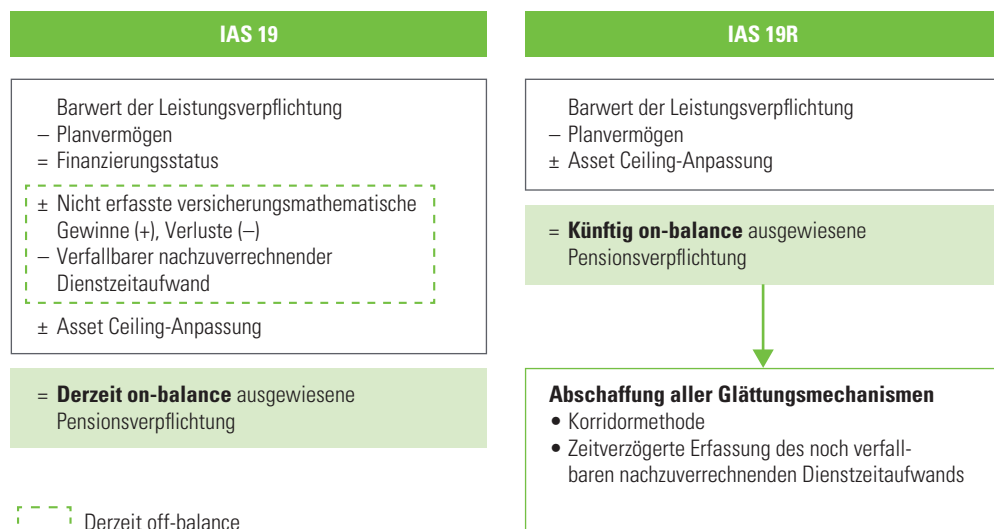 IAS 19
Barwert der Leistungsverpflichtung
– Planvermögen
= Finanzierungsstatus
± Nicht erfasste versicherungsmathematische
Gewinne (+), Verluste (–)
– Verfallbarer nachzuverrechnender
Dienstzeitaufwand
± Asset Ceiling-Anpassung
= Derzeit on-balance ausgewiesene
Pensionsverpflichtung
Derzeit off-balance
IAS 19R
Barwert der Leistungsverpflichtung
– Planvermögen
± Asset Ceiling-Anpassung
= Künftig on-balance ausgewiesene
Pensionsverpflichtung
Abschaffung aller Glättungsmechanismen
• Korridormethode
• Zeitverzögerte Erfassung des noch verfall-
baren nachzuverrechnenden Dienstzeitaufwands